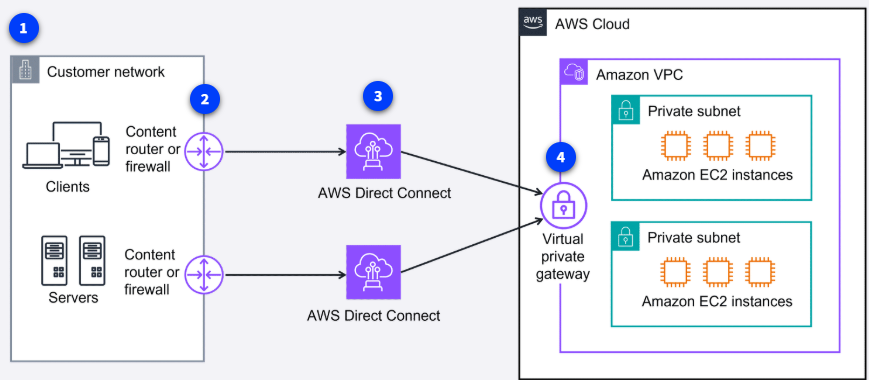 1
aws
AWS Cloud
Customer network
Amazon VPC
2
3
Private subnet
Content
router or
firewall
Clients
AWS Direct Connect
4
Amazon EC2 instances
Virtual
private
gateway
Private subnet
Content
router or
firewall
Servers
AWS Direct Connect
Amazon EC2 instances